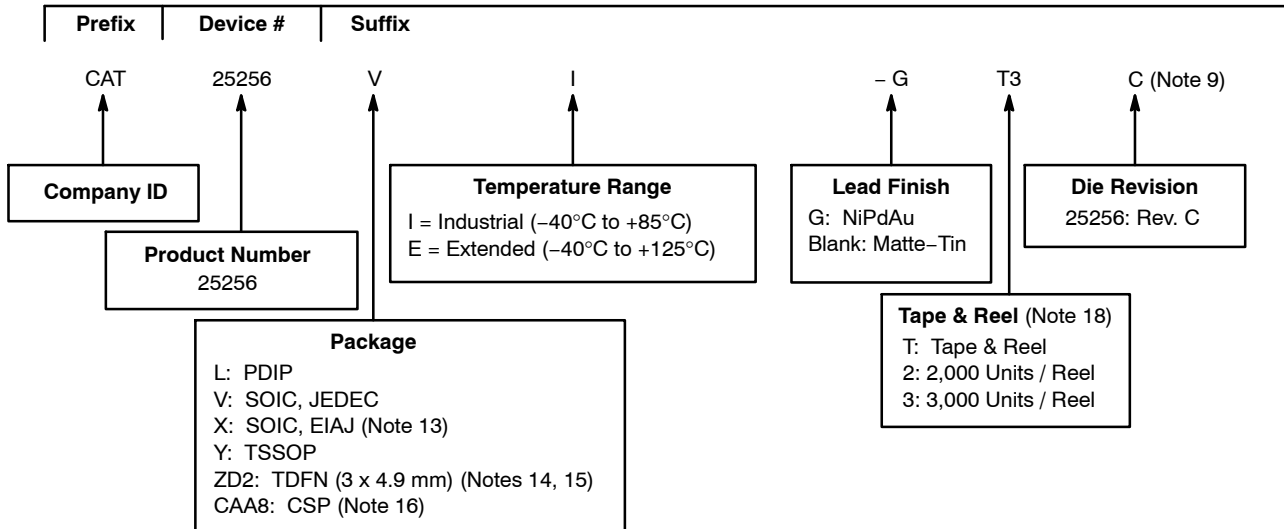 Prefix Device # Suffix
CAT 25256 V I – G T3 C (Note 9)
Company ID
Product Number
25256
Temperature Range
I = Industrial (−40°C to +85°C)
E = Extended (−40°C to +125°C)
Lead Finish
G: NiPdAu
Blank: Matte−Tin
Die Revision
25256: Rev. C
Package
L: PDIP
V: SOIC, JEDEC
X: SOIC, EIAJ (Note 13)
Y: TSSOP
ZD2: TDFN (3 x 4.9 mm) (Notes 14, 15)
CAA8: CSP (Note 16)
Tape & Reel (Note 18)
T: Tape & Reel
2: 2,000 Units / Reel
3: 3,000 Units / Reel